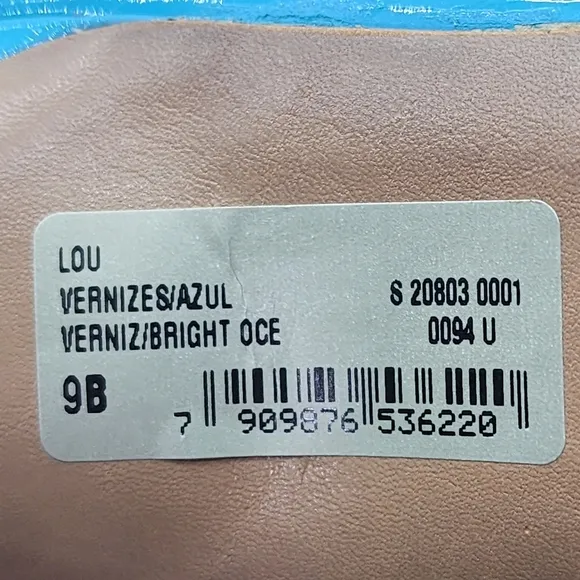 LOU
VERNIZES/AZUL S 20803 0001
VERNIZ/BRIGHT OCE 0094 U
9B
7 909876 536220